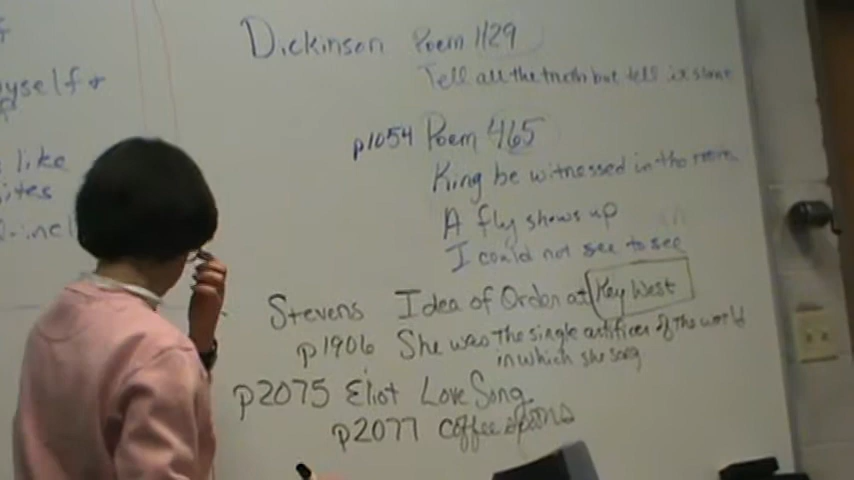 myself &
like
ites
Dickinson Poem 1129
Tell all the truth but tell it slant
p1054 Poem 465
King be witnessed in the room
A fly shows up
I could not see to see
Stevens Idea of Order at Key West
p1906 She was the single artificer of the world
in which she sang
p2075 Eliot Love Song
p2077 coffee spoons